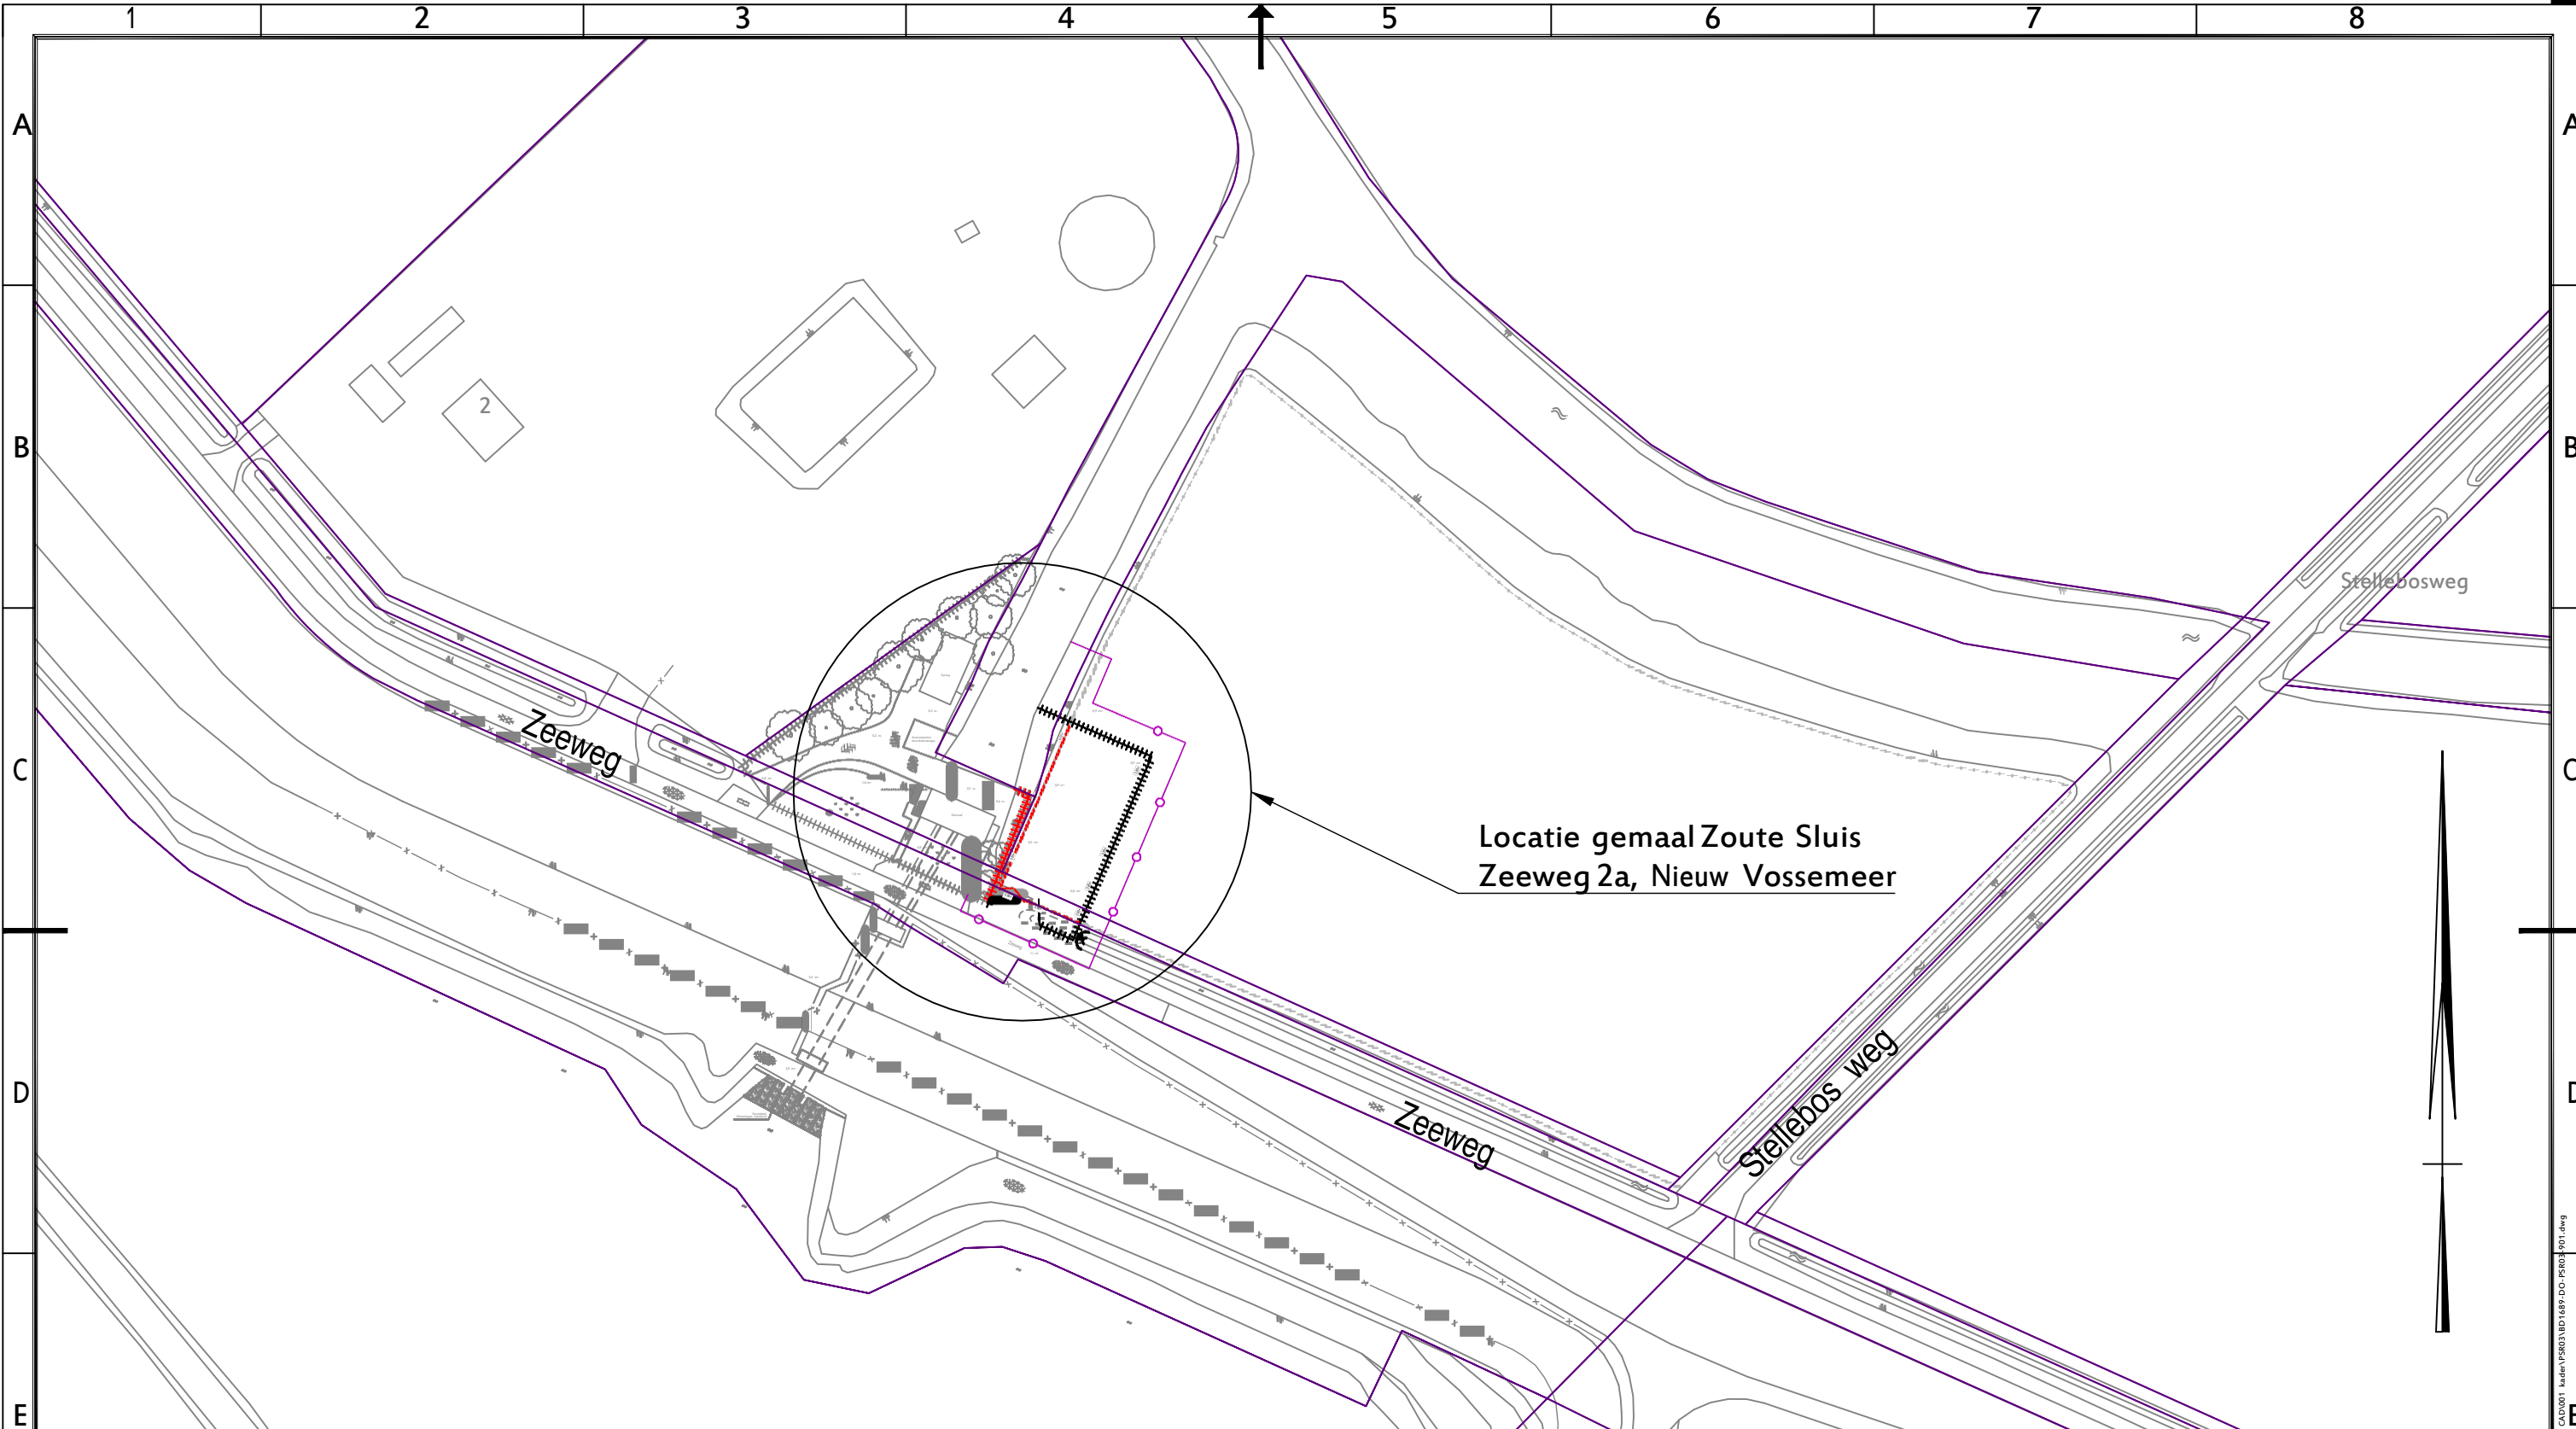 1 2 3 4 5 6 7 8
A A
B B
C C
D D
E E
2
Stellebosweg
Zeeweg
Locatie gemaal Zoute Sluis
Zeeweg 2a, Nieuw Vossemeer
Zeeweg
Stellebos weg